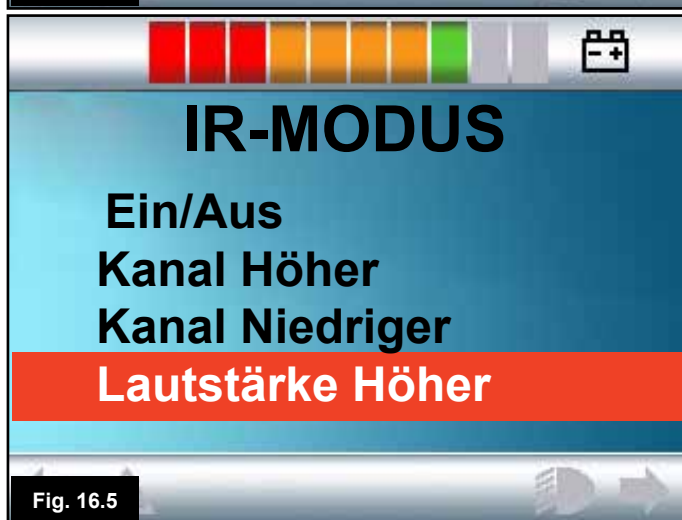 IR-MODUS
Ein/Aus
Kanal Höher
Kanal Niedriger
Lautstärke Höher
Fig. 16.5